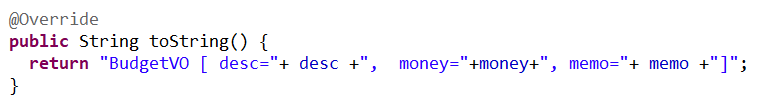 @Override
public String toString() {
  return "BudgetVO [ desc="+ desc +",  money="+money+", memo="+ memo +"]";
}